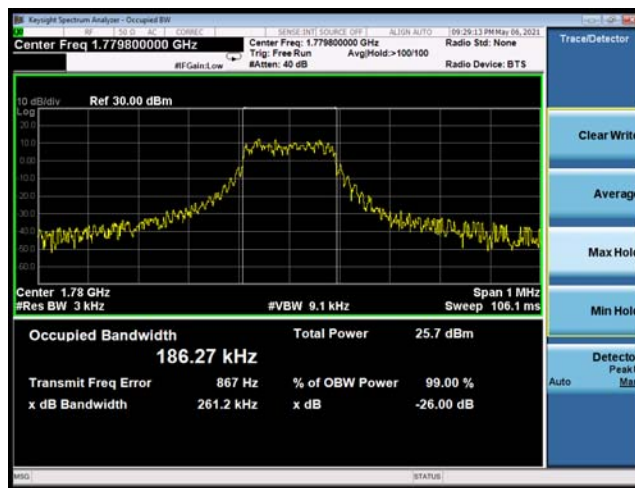 Keysight Spectrum Analyzer - Occupied BW
RF 50 Ω AC CORREC SENSE:INT SOURCE OFF ALIGN AUTO 09:29:13 PM May 06, 2021
Center Freq 1.779800000 GHz
Center Freq: 1.779800000 GHz
Radio Std: None
Trig: Free Run Avg|Hold:>100/100
#IFGain:Low #Atten: 40 dB Radio Device: BTS
10 dB/div Ref 30.00 dBm
Log
20.0
10.0
0.00
10.0
20.0
30.0
40.0
50.0
60.0
Center 1.78 GHz Span 1 MHz
#Res BW 3 kHz #VBW 9.1 kHz Sweep 106.1 ms
Occupied Bandwidth Total Power 25.7 dBm
186.27 kHz
Transmit Freq Error 867 Hz % of OBW Power 99.00 %
x dB Bandwidth 261.2 kHz x dB -26.00 dB
MSG STATUS
Trace/Detector
Clear Write
Average
Max Hold
Min Hold
Detector
Peak
Auto Man